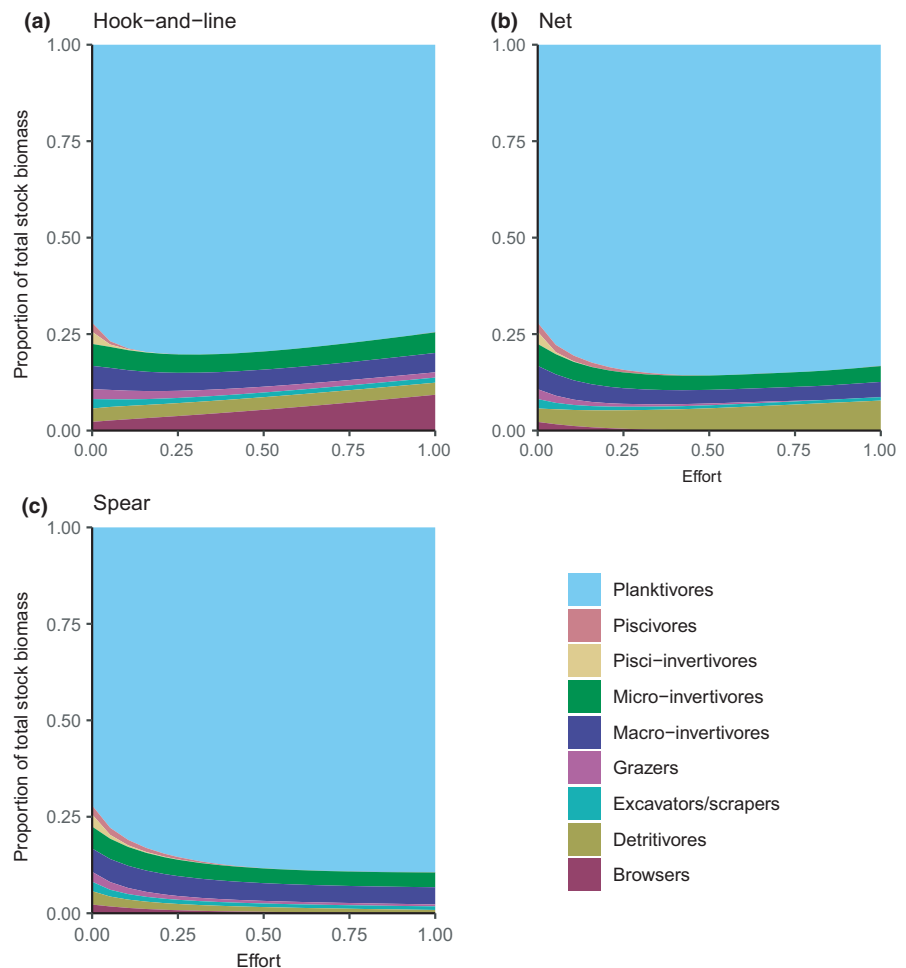 (a) Hook−and−line
1.00
0.75
0.50
0.25
0.00
Proportion of total stock biomass
0.00 0.25 0.50 0.75 1.00
(b) Net
1.00
0.75
0.50
0.25
0.00
0.00 0.25 0.50 0.75 1.00
Effort
(c) Spear
1.00
0.75
0.50
0.25
0.00
Proportion of total stock biomass
0.00 0.25 0.50 0.75 1.00
Effort
Planktivores
Piscivores
Pisci−invertivores
Micro−invertivores
Macro−invertivores
Grazers
Excavators/scrapers
Detritivores
Browsers